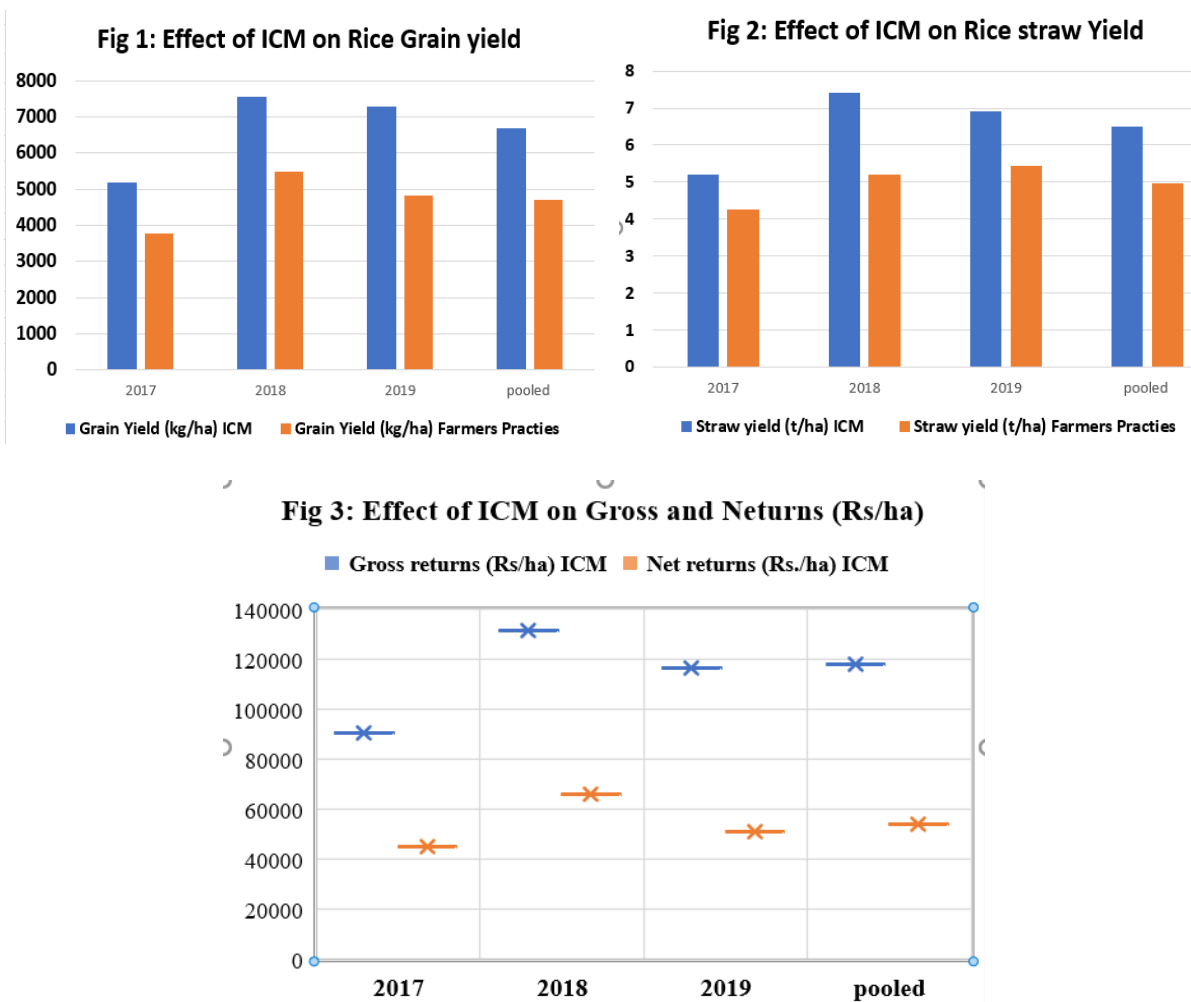 Fig 1: Effect of ICM on Rice Grain yield
8000
7000
6000
5000
4000
3000
2000
1000
0
2017 2018 2019 pooled
Grain Yield (kg/ha) ICM Grain Yield (kg/ha) Farmers Practies
Fig 2: Effect of ICM on Rice straw Yield
8
7
6
5
4
3
2
1
0
2017 2018 2019 pooled
Straw yield (t/ha) ICM Straw yield (t/ha) Farmers Practies
Fig 3: Effect of ICM on Gross and Neturns (Rs/ha)
Gross returns (Rs/ha) ICM Net returns (Rs./ha) ICM
140000
120000
100000
80000
60000
40000
20000
0
2017 2018 2019 pooled